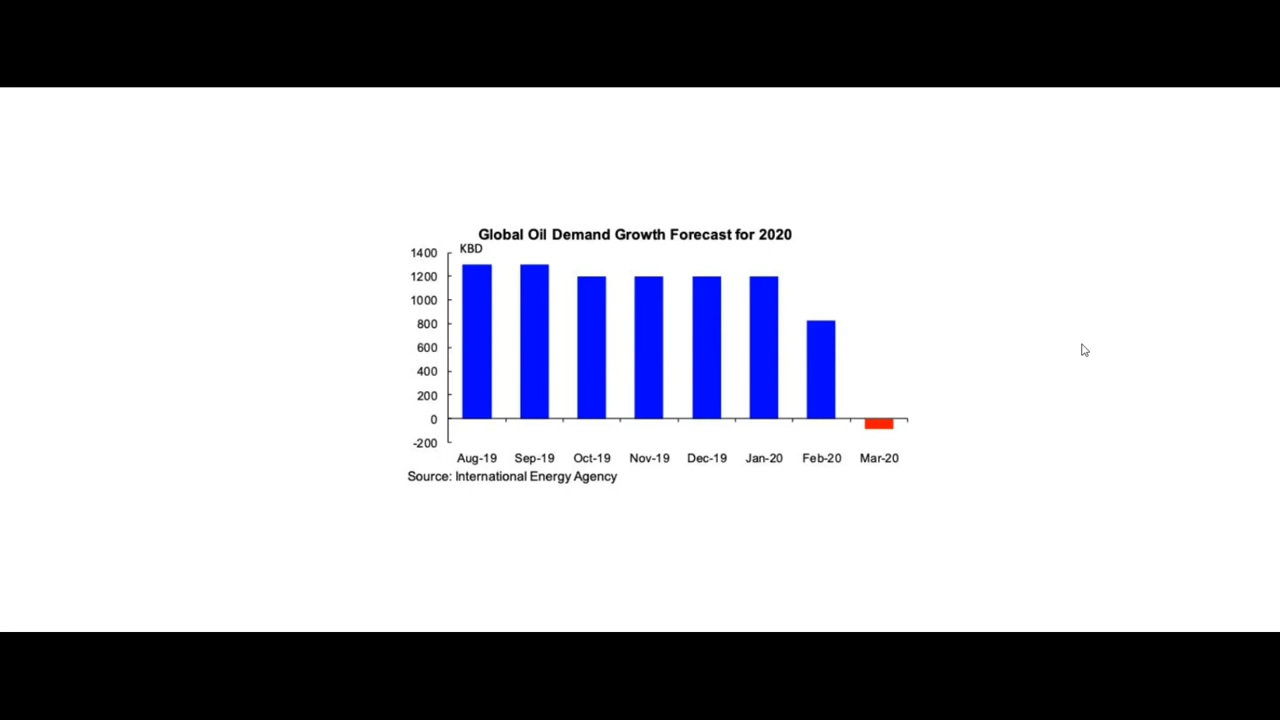 Global Oil Demand Growth Forecast for 2020
KBD
1400
1200
1000
800
600
400
200
0
-200
Aug-19 Sep-19 Oct-19 Nov-19 Dec-19 Jan-20 Feb-20 Mar-20
Source: International Energy Agency